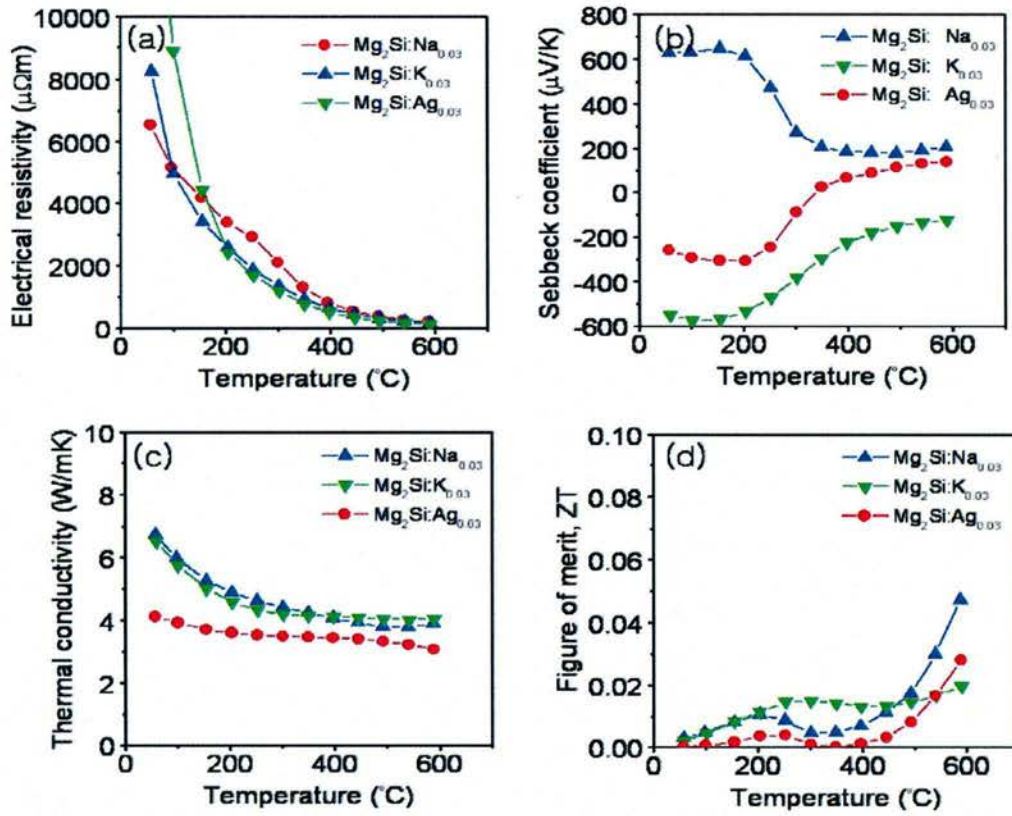 (a)
Mg₂Si:Na₀.₀₃
Mg₂Si:K₀.₀₃
Mg₂Si:Ag₀.₀₃
Electrical resistivity (μΩm)
10000
8000
6000
4000
2000
0
0 200 400 600
Temperature (°C)
(b)
Mg₂Si: Na₀.₀₃
Mg₂Si: K₀.₀₃
Mg₂Si: Ag₀.₀₃
Sebbeck coefficient (μV/K)
800
600
400
200
0
-200
-400
-600
0 200 400 600
Temperature (°C)
(c)
Mg₂Si:Na₀.₀₃
Mg₂Si:K₀.₀₃
Mg₂Si:Ag₀.₀₃
Thermal conductivity (W/mK)
10
8
6
4
2
0
0 200 400 600
Temperature (°C)
(d)
Mg₂Si:Na₀.₀₃
Mg₂Si:K₀.₀₃
Mg₂Si:Ag₀.₀₃
Figure of merit, ZT
0.10
0.08
0.06
0.04
0.02
0.00
0 200 400 600
Temperature (°C)